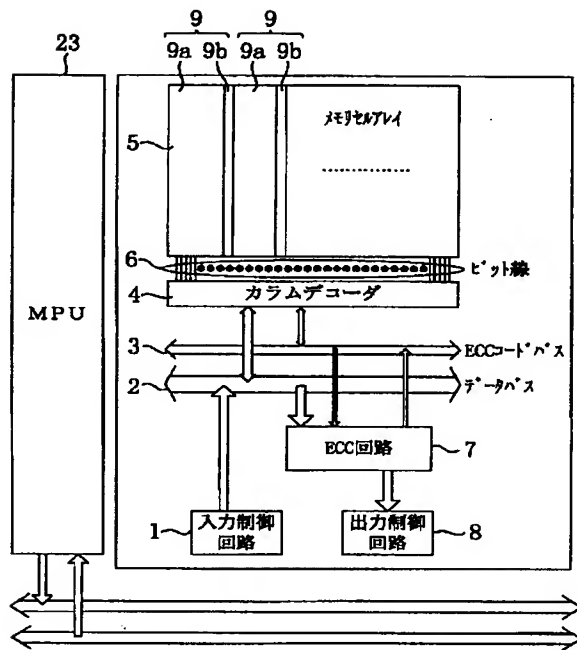 9 9
23 9a 9b 9a 9b
5 メモリセルアレイ
6 ビット線
4 カラムデコーダ
MPU
3 ECCコードバス
2 データバス
ECC回路 7
1 入力制御 出力制御 8
回路 回路